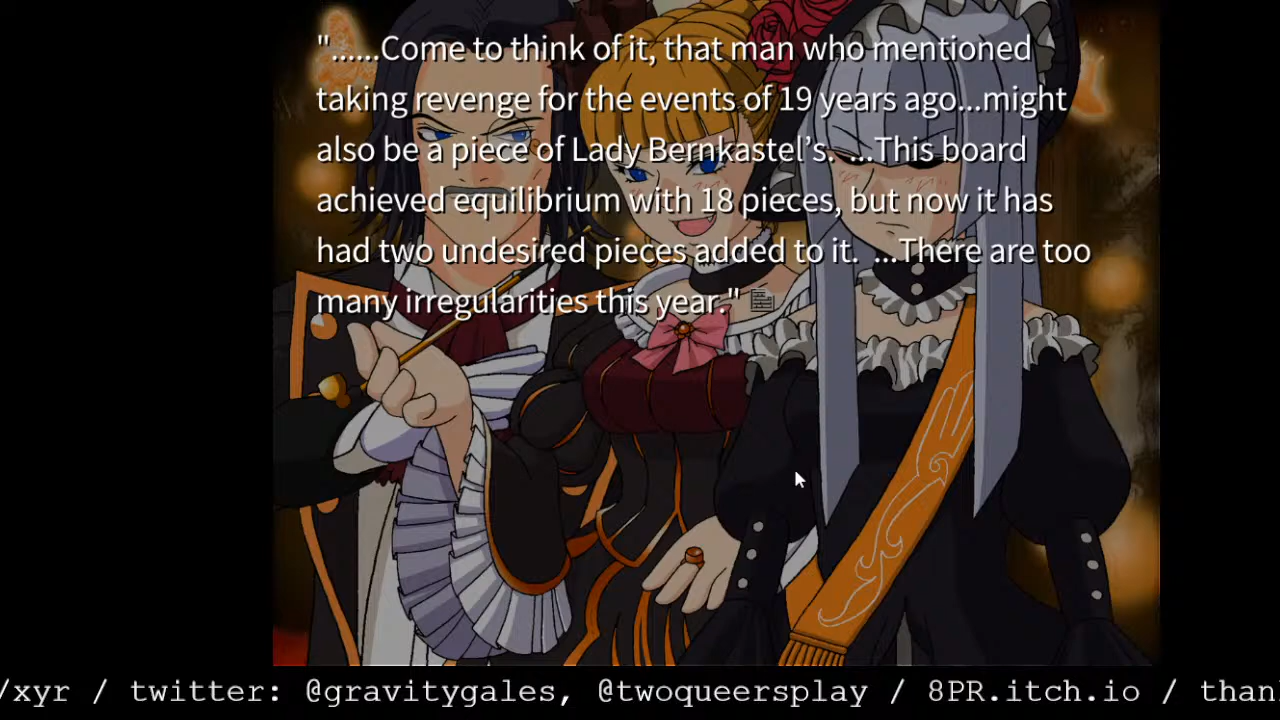 "......Come to think of it, that man who mentioned
taking revenge for the events of 19 years ago...might
also be a piece of Lady Bernkastel’s.  ...This board
achieved equilibrium with 18 pieces, but now it has
had two undesired pieces added to it.  ...There are too
many irregularities this year."
/xyr / twitter: @gravitygales, @twoqueersplay / 8PR.itch.io / than